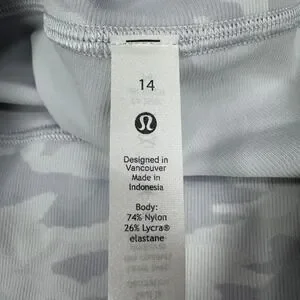 14
Designed in
Vancouver
Made in
Indonesia
Body:
74% Nylon
26% Lycra®
elastane